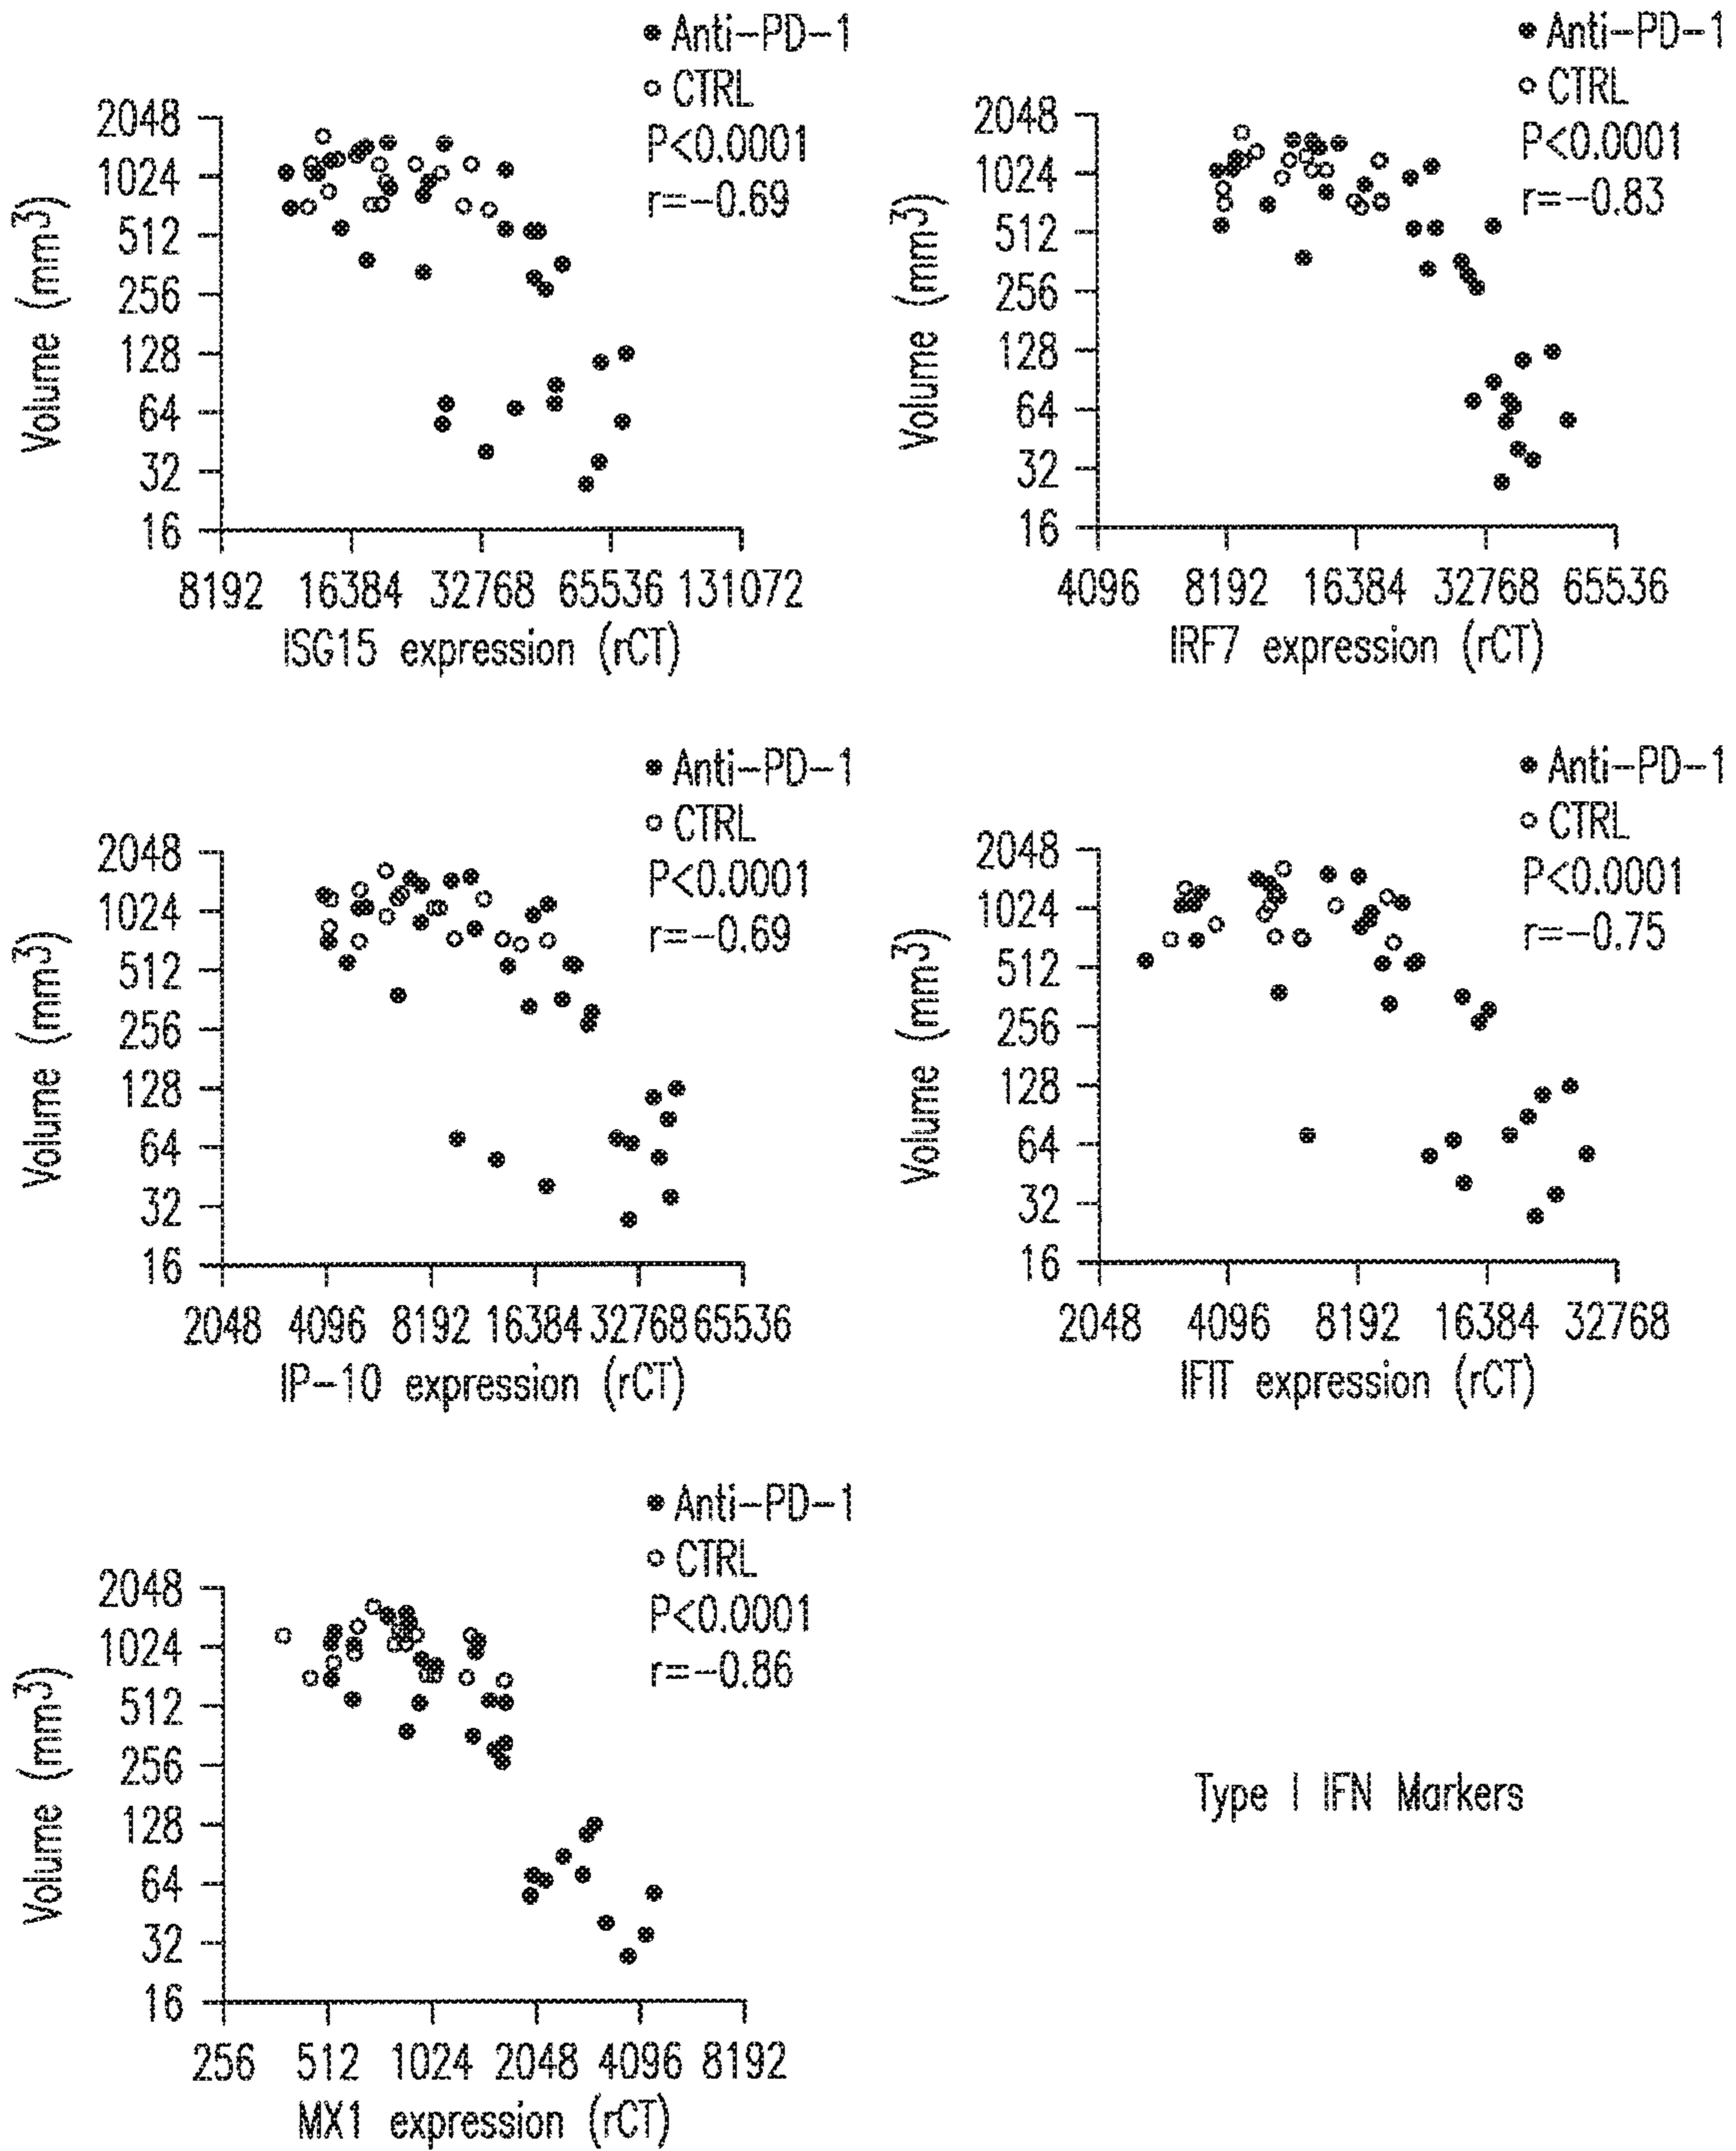 ● Anti-PD-1
○ CTRL
P<0.0001
r=-0.69
2048
1024
512
256
128
64
32
16
Volume (mm³)
8192 16384 32768 65536 131072
ISG15 expression (rCT)
● Anti-PD-1
○ CTRL
P<0.0001
r=-0.83
2048
1024
512
256
128
64
32
16
Volume (mm³)
4096 8192 16384 32768 65536
IRF7 expression (rCT)
● Anti-PD-1
○ CTRL
P<0.0001
r=-0.69
2048
1024
512
256
128
64
32
16
Volume (mm³)
2048 4096 8192 16384 32768 65536
IP-10 expression (rCT)
● Anti-PD-1
○ CTRL
P<0.0001
r=-0.75
2048
1024
512
256
128
64
32
16
Volume (mm³)
2048 4096 8192 16384 32768
IFIT expression (rCT)
● Anti-PD-1
○ CTRL
P<0.0001
r=-0.86
2048
1024
512
256
128
64
32
16
Volume (mm³)
256 512 1024 2048 4096 8192
MX1 expression (rCT)
Type I IFN Markers